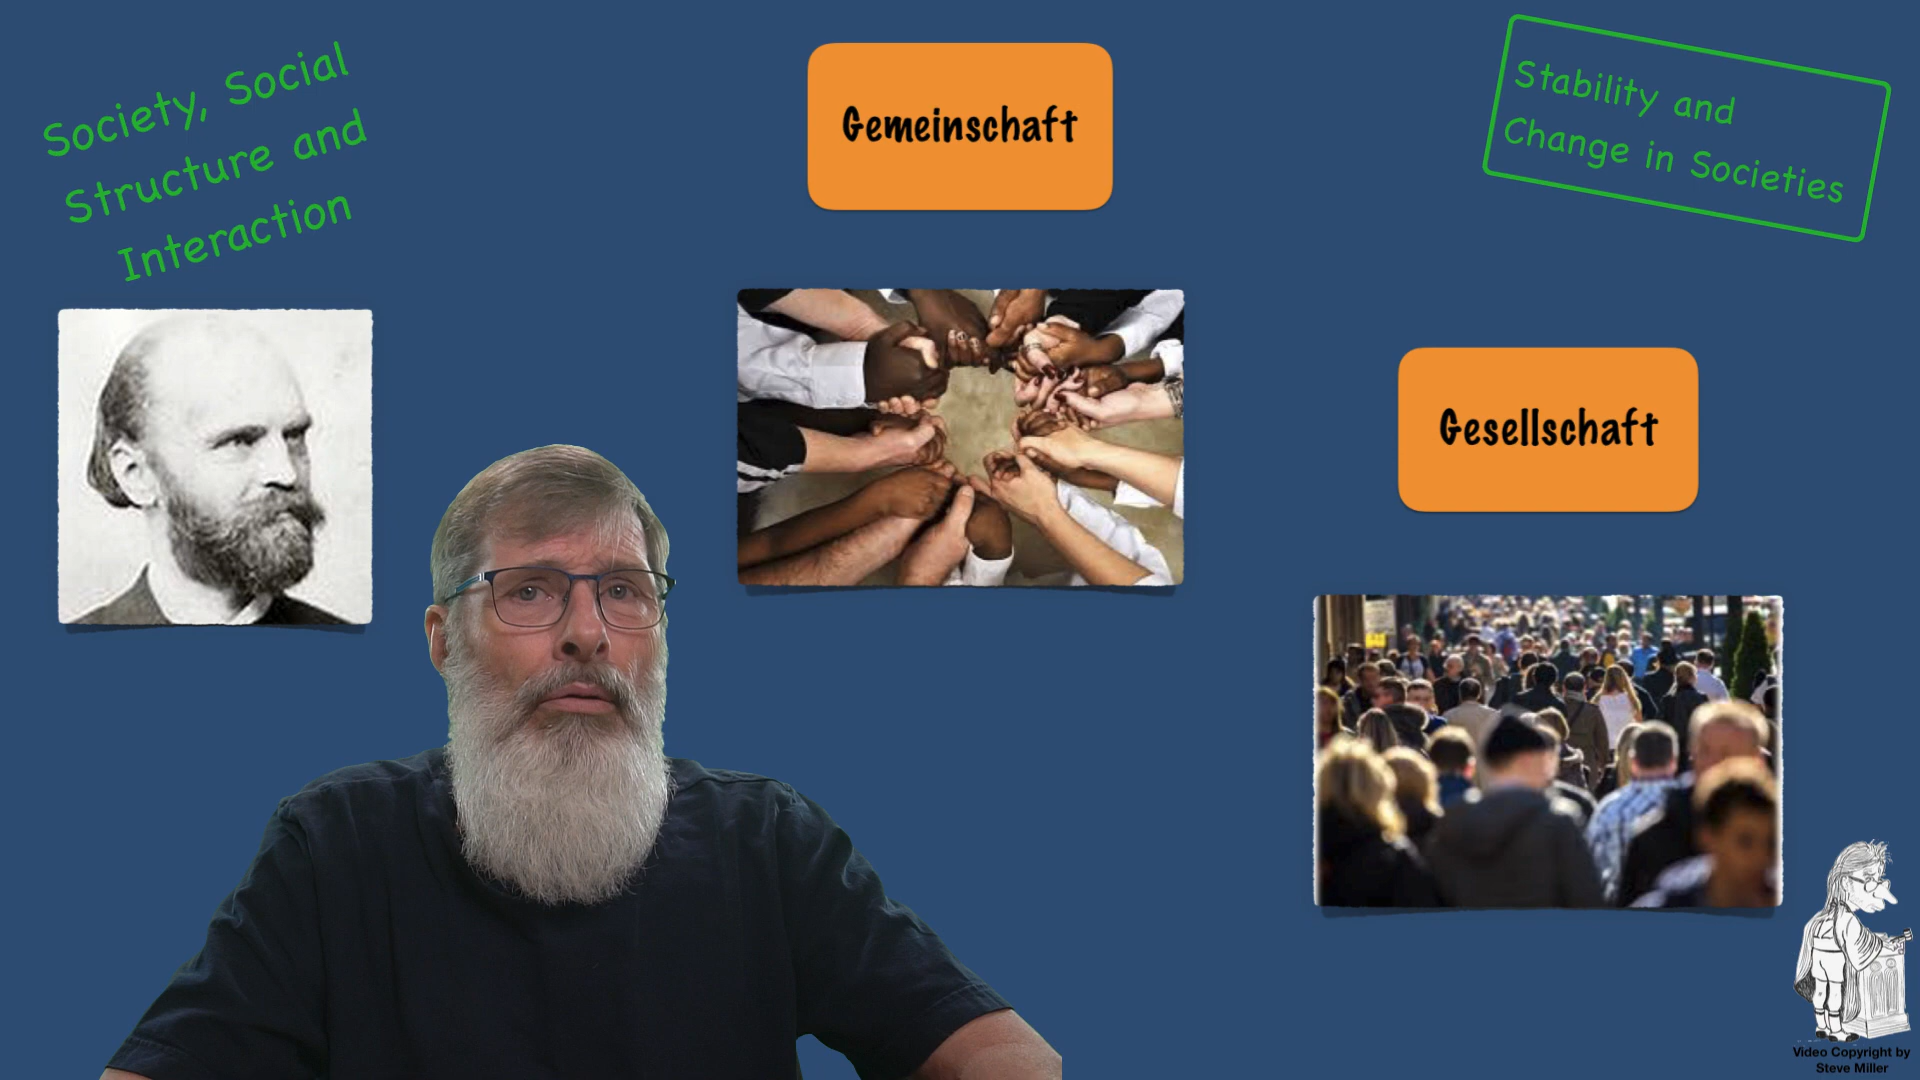 Society, Social
Structure and
Interaction
Gemeinschaft
Stability and
Change in Societies
Gesellschaft
Video Copyright by
Steve Miller